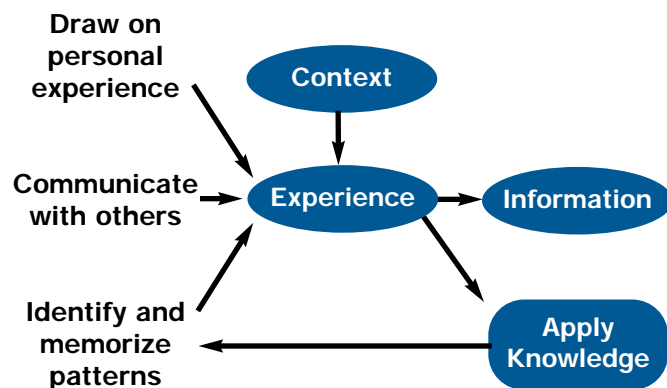 Draw on
personal
experience
Context
Communicate
with others
Experience
Information
Identify and
memorize
patterns
Apply
Knowledge